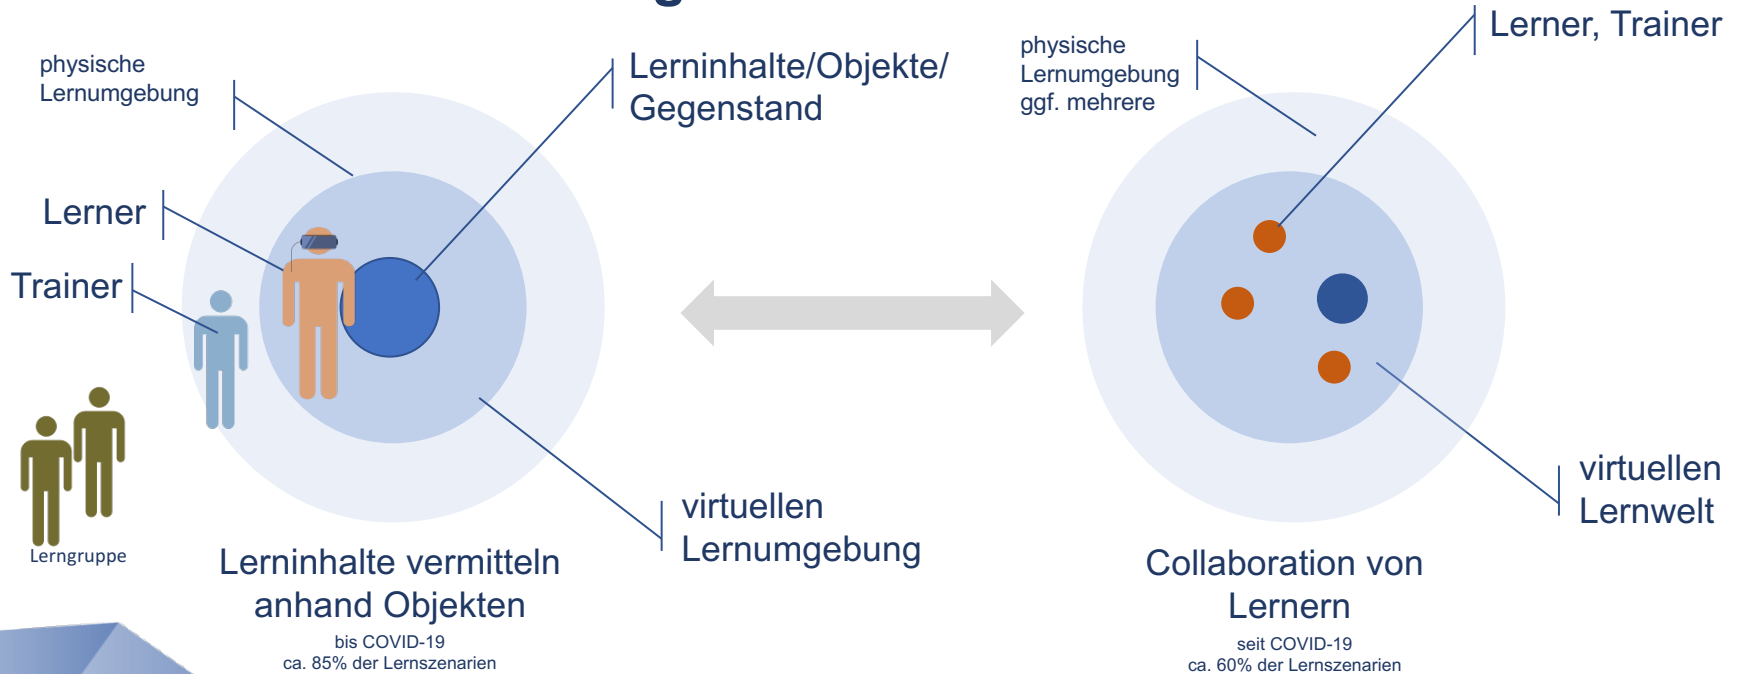 physische
Lernumgebung
Lerninhalte/Objekte/
Gegenstand
Lerner
Trainer
Lerngruppe
virtuellen
Lernumgebung
Lerninhalte vermitteln
anhand Objekten
bis COVID-19
ca. 85% der Lernszenarien
Lerner, Trainer
physische
Lernumgebung
ggf. mehrere
virtuellen
Lernwelt
Collaboration von
Lernern
seit COVID-19
ca. 60% der Lernszenarien